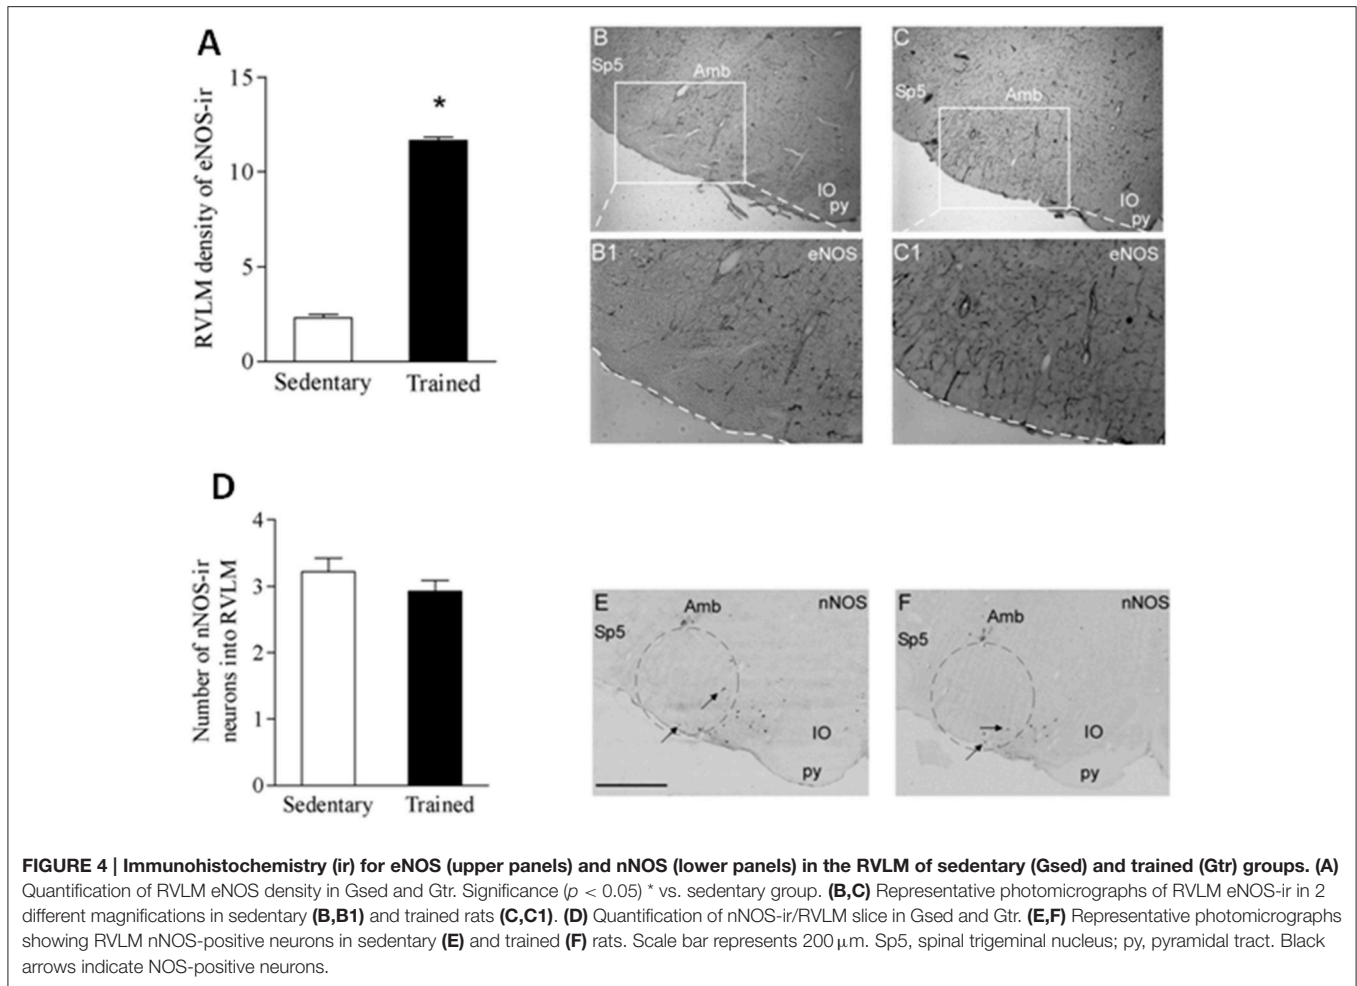 A
RVLM density of eNOS-ir
15
*
10
5
0
Sedentary Trained
B
Sp5
Amb
IO
py
C
Sp5
Amb
IO
py
B1
eNOS
C1
eNOS
D
Number of nNOS-ir
neurons into RVLM
4
3
2
1
0
Sedentary Trained
E
nNOS
Amb
Sp5
IO
py
F
nNOS
Amb
Sp5
IO
py
FIGURE 4 | Immunohistochemistry (ir) for eNOS (upper panels) and nNOS (lower panels) in the RVLM of sedentary (Gsed) and trained (Gtr) groups. (A)
Quantification of RVLM eNOS density in Gsed and Gtr. Significance (p < 0.05) * vs. sedentary group. (B,C) Representative photomicrographs of RVLM eNOS-ir in 2
different magnifications in sedentary (B,B1) and trained rats (C,C1). (D) Quantification of nNOS-ir/RVLM slice in Gsed and Gtr. (E,F) Representative photomicrographs
showing RVLM nNOS-positive neurons in sedentary (E) and trained (F) rats. Scale bar represents 200 μm. Sp5, spinal trigeminal nucleus; py, pyramidal tract. Black
arrows indicate NOS-positive neurons.